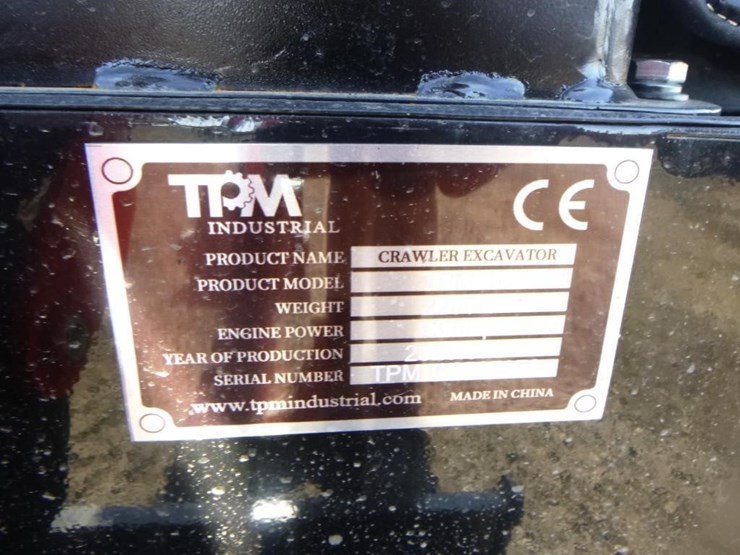 TPM
INDUSTRIAL
CE
PRODUCT NAME CRAWLER EXCAVATOR
PRODUCT MODEL
WEIGHT
ENGINE POWER
YEAR OF PRODUCTION
SERIAL NUMBER
www.tpmindustrial.com MADE IN CHINA